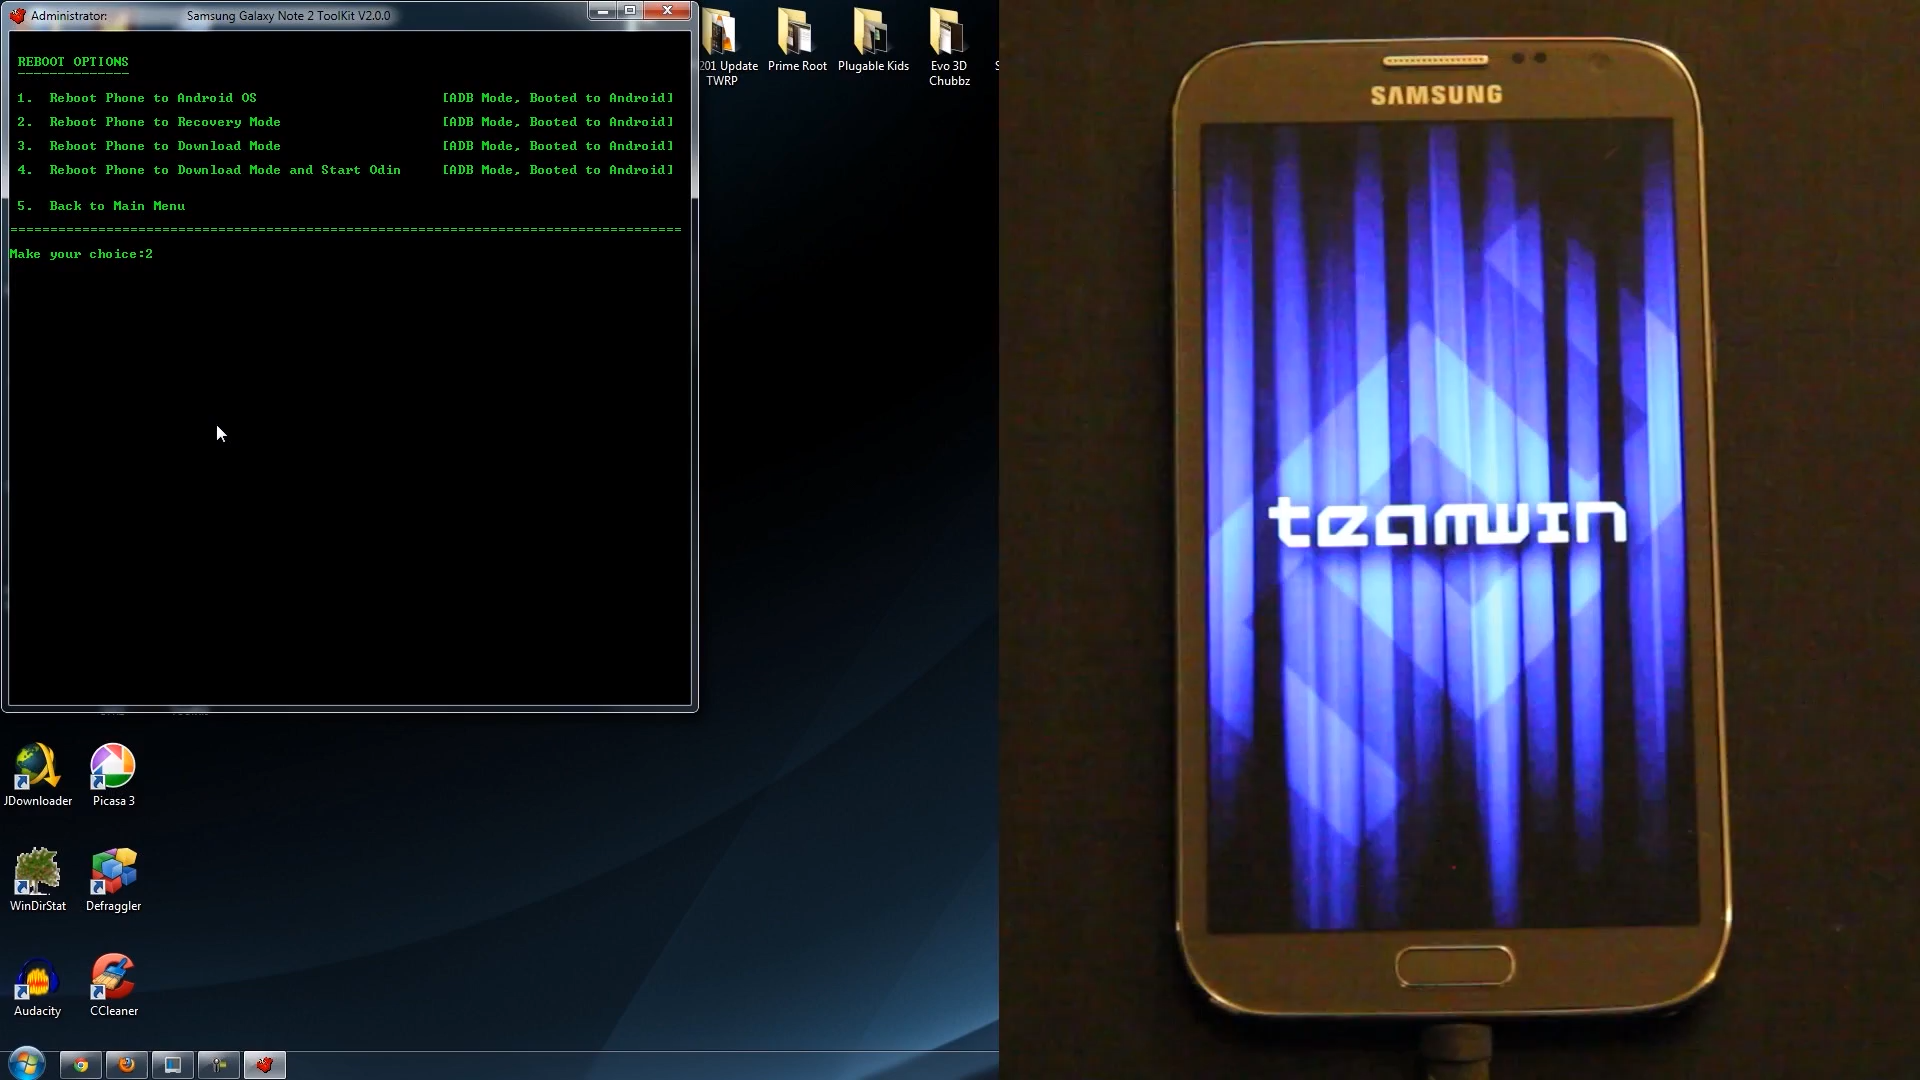 Administrator: Samsung Galaxy Note 2 ToolKit V2.0.0
REBOOT OPTIONS
1. Reboot Phone to Android OS [ADB Mode, Booted to Android]
2. Reboot Phone to Recovery Mode [ADB Mode, Booted to Android]
3. Reboot Phone to Download Mode [ADB Mode, Booted to Android]
4. Reboot Phone to Download Mode and Start Odin [ADB Mode, Booted to Android]
5. Back to Main Menu
Make your choice:2
201 Update TWRP
Prime Root
Plugable Kids
Evo 3D Chubbz
JDownloader
Picasa 3
WinDirStat
Defraggler
Audacity
CCleaner
SAMSUNG
teamwin